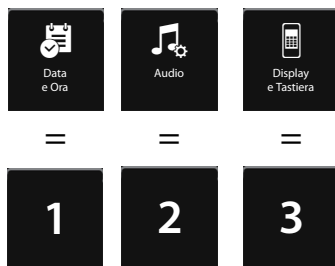 Data
e Ora
Audio
Display
e Tastiera
= = =
1 2 3